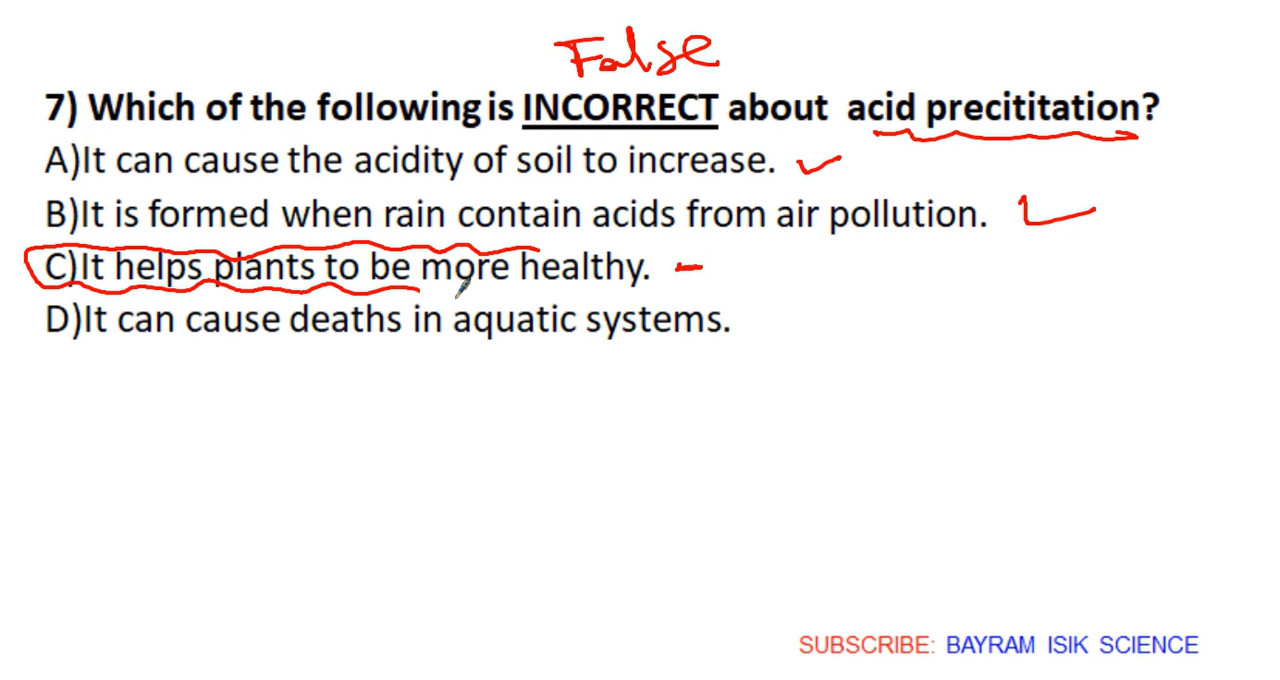 False
7) Which of the following is INCORRECT about acid precititation?
A)It can cause the acidity of soil to increase.
B)It is formed when rain contain acids from air pollution.
C)It helps plants to be more healthy.
D)It can cause deaths in aquatic systems.
SUBSCRIBE: BAYRAM ISIK SCIENCE